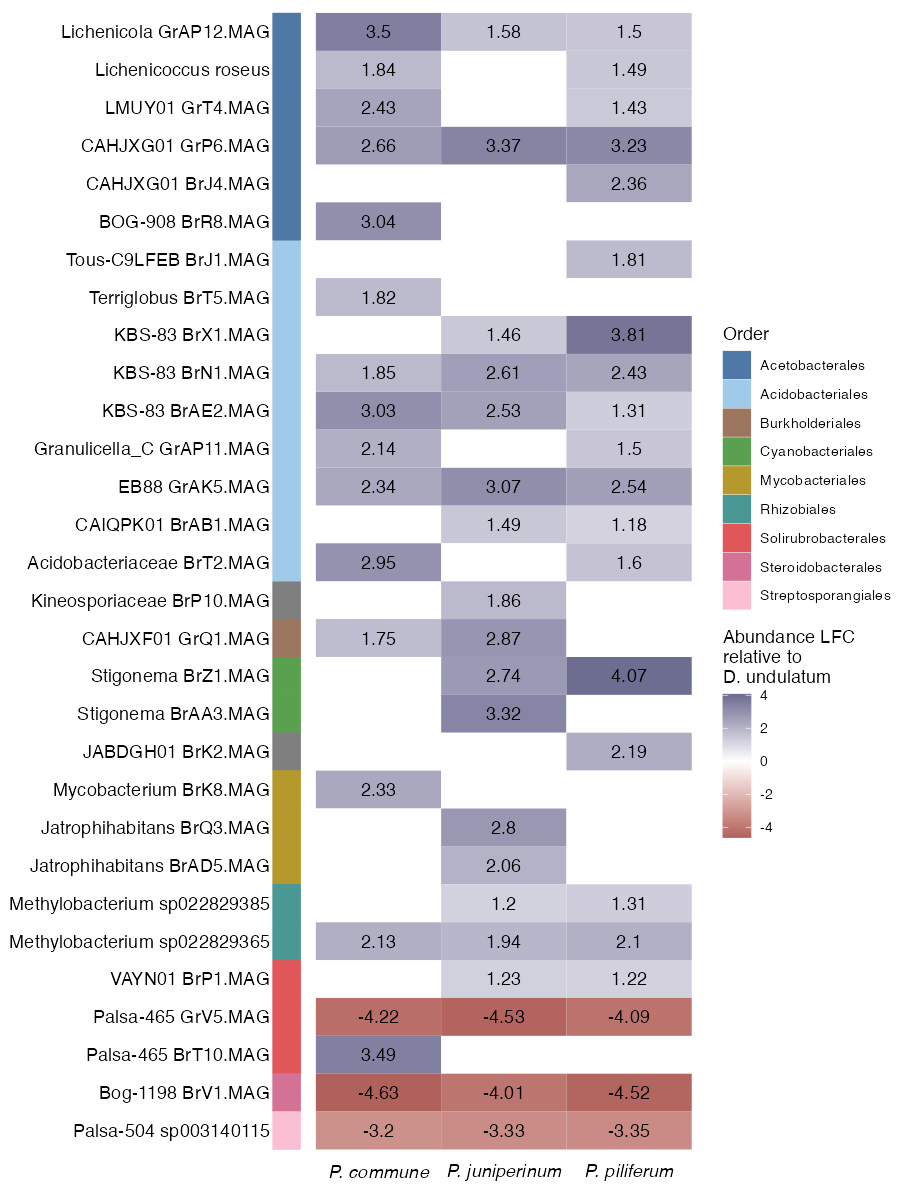 Lichenicola GrAP12.MAG 3.5 1.58 1.5
Lichenicoccus roseus 1.84 1.49
LMUY01 GrT4.MAG 2.43 1.43
CAHJXG01 GrP6.MAG 2.66 3.37 3.23
CAHJXG01 BrJ4.MAG 2.36
BOG-908 BrR8.MAG 3.04
Tous-C9LFEB BrJ1.MAG 1.81
Terriglobus BrT5.MAG 1.82
KBS-83 BrX1.MAG 1.46 3.81
KBS-83 BrN1.MAG 1.85 2.61 2.43
KBS-83 BrAE2.MAG 3.03 2.53 1.31
Granulicella_C GrAP11.MAG 2.14 1.5
EB88 GrAK5.MAG 2.34 3.07 2.54
CAIQPK01 BrAB1.MAG 1.49 1.18
Acidobacteriaceae BrT2.MAG 2.95 1.6
Kineosporiaceae BrP10.MAG 1.86
CAHJXF01 GrQ1.MAG 1.75 2.87
Stigonema BrZ1.MAG 2.74 4.07
Stigonema BrAA3.MAG 3.32
JABDGH01 BrK2.MAG 2.19
Mycobacterium BrK8.MAG 2.33
Jatrophihabitans BrQ3.MAG 2.8
Jatrophihabitans BrAD5.MAG 2.06
Methylobacterium sp022829385 1.2 1.31
Methylobacterium sp022829365 2.13 1.94 2.1
VAYN01 BrP1.MAG 1.23 1.22
Palsa-465 GrV5.MAG -4.22 -4.53 -4.09
Palsa-465 BrT10.MAG 3.49
Bog-1198 BrV1.MAG -4.63 -4.01 -4.52
Palsa-504 sp003140115 -3.2 -3.33 -3.35
P. commune P. juniperinum P. piliferum
Order
Acetobacterales
Acidobacteriales
Burkholderiales
Cyanobacteriales
Mycobacteriales
Rhizobiales
Solirubrobacterales
Steroidobacterales
Streptosporangiales
Abundance LFC
relative to
D. undulatum
4
2
0
-2
-4